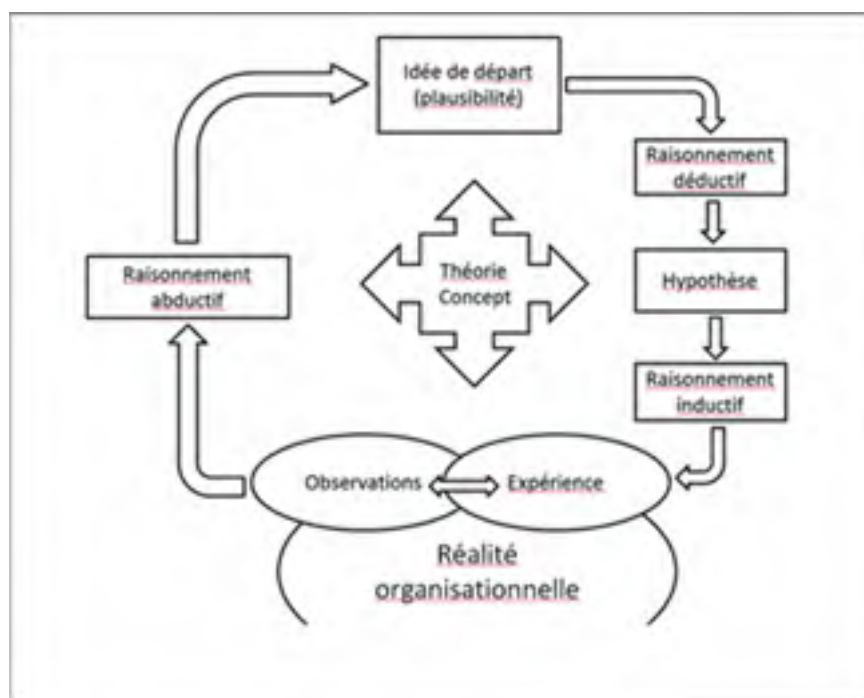 Idée de départ
(plausibilité)
Raisonnement
déductif
Hypothèse
Raisonnement
inductif
Théorie
Concept
Raisonnement
abductif
Observations
Expérience
Réalité
organisationnelle